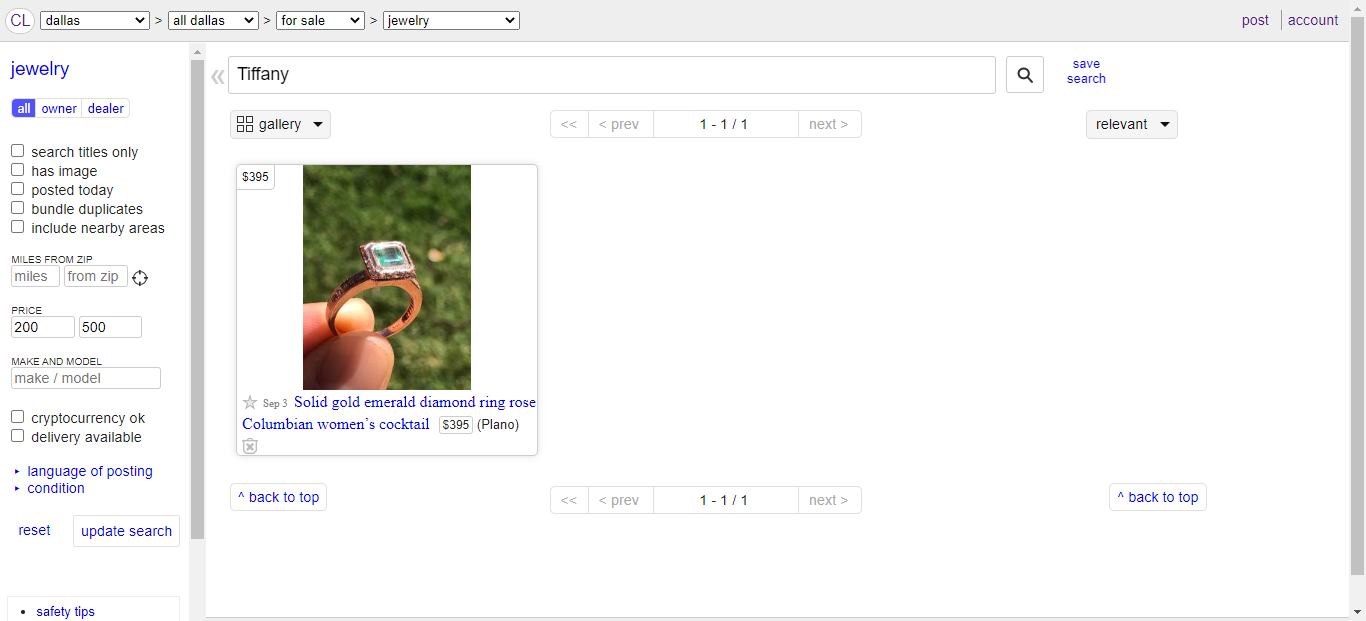 CL dallas > all dallas > for sale > jewelry post account
jewelry
all owner dealer
search titles only
has image
posted today
bundle duplicates
include nearby areas
MILES FROM ZIP
miles from zip
PRICE
200 500
MAKE AND MODEL
make / model
cryptocurrency ok
delivery available
language of posting
condition
reset update search
safety tips
« Tiffany save
search
gallery << < prev 1 - 1 / 1 next > relevant
$395
Sep 3 Solid gold emerald diamond ring rose
Columbian women’s cocktail $395 (Plano)
^ back to top << < prev 1 - 1 / 1 next > ^ back to top